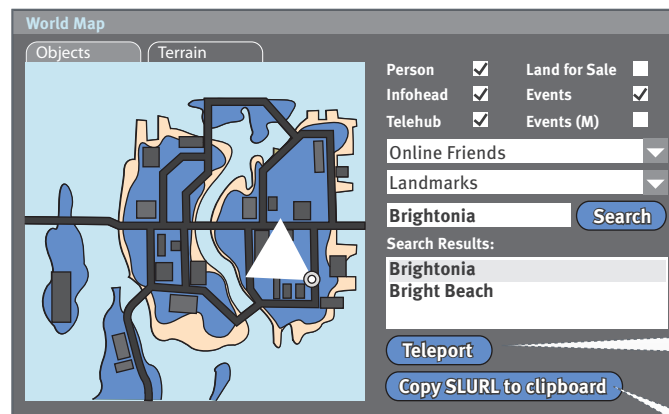 World Map
Objects
Terrain
Person
Land for Sale
Infohead
Events
Telehub
Events (M)
Online Friends
Landmarks
Brightonia
Search
Search Results:
Brightonia
Bright Beach
Teleport
Copy SLURL to clipboard